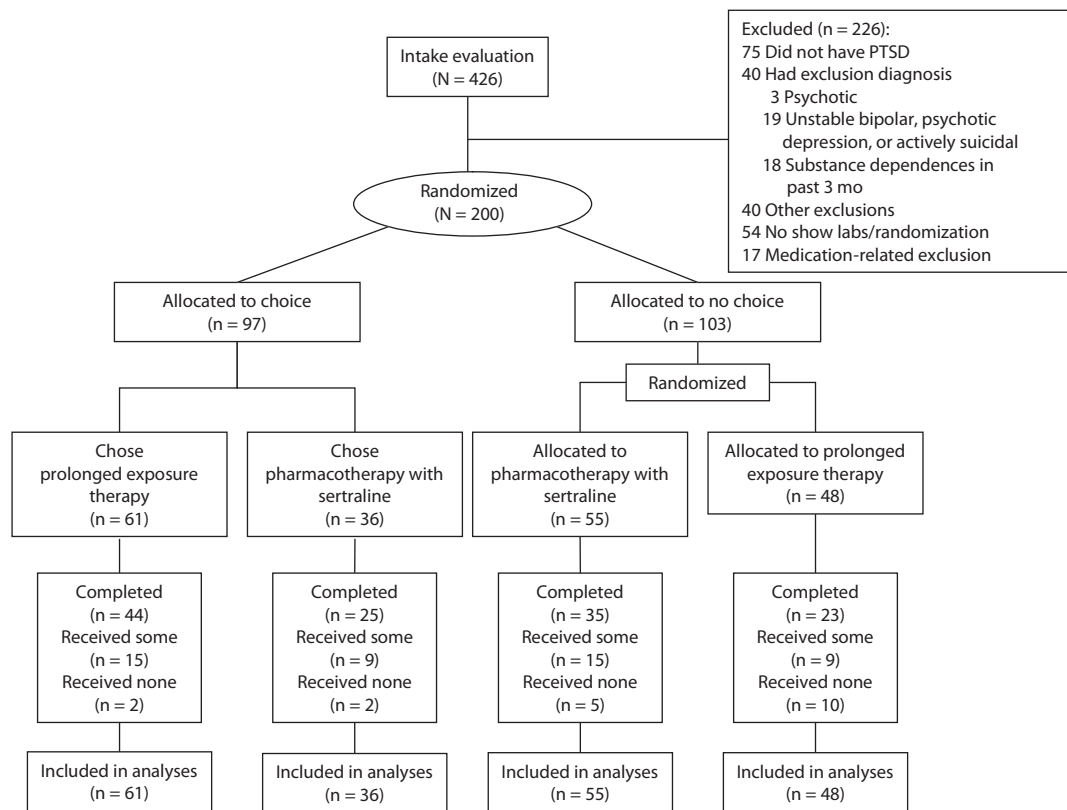 Intake evaluation
(N = 426)
Excluded (n = 226):
75 Did not have PTSD
40 Had exclusion diagnosis
3 Psychotic
19 Unstable bipolar, psychotic
depression, or actively suicidal
18 Substance dependences in
past 3 mo
40 Other exclusions
54 No show labs/randomization
17 Medication-related exclusion
Randomized
(N = 200)
Allocated to choice
(n = 97)
Allocated to no choice
(n = 103)
Randomized
Chose
prolonged exposure
therapy
(n = 61)
Chose
pharmacotherapy with
sertraline
(n = 36)
Allocated to
pharmacotherapy with
sertraline
(n = 55)
Allocated to prolonged
exposure therapy
(n = 48)
Completed
(n = 44)
Received some
(n = 15)
Received none
(n = 2)
Completed
(n = 25)
Received some
(n = 9)
Received none
(n = 2)
Completed
(n = 35)
Received some
(n = 15)
Received none
(n = 5)
Completed
(n = 23)
Received some
(n = 9)
Received none
(n = 10)
Included in analyses
(n = 61)
Included in analyses
(n = 36)
Included in analyses
(n = 55)
Included in analyses
(n = 48)